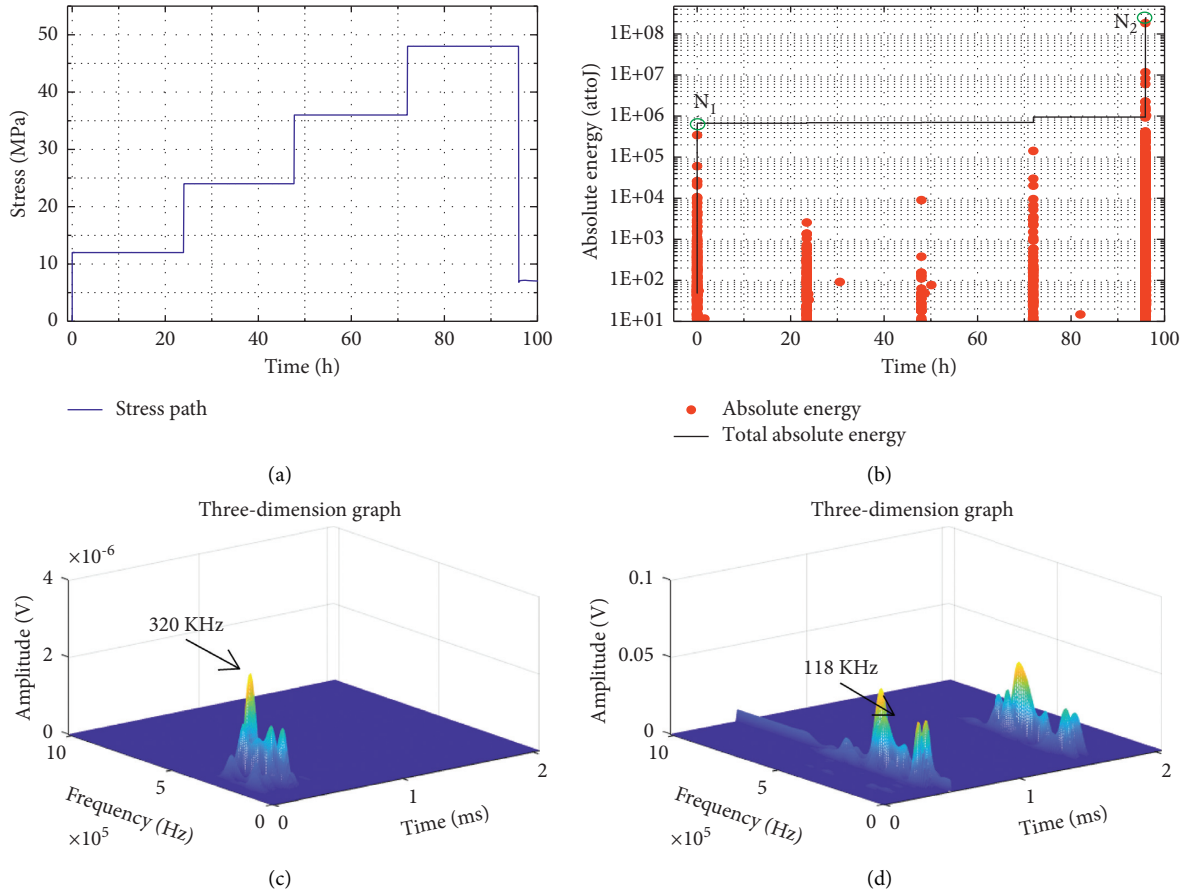 50
40
30
20
10
0
Stress (MPa)
0 20 40 60 80 100
Time (h)
Stress path
(a)
1E+08
1E+07
1E+06
1E+05
1E+04
1E+03
1E+02
1E+01
Absolute energy (attoJ)
N1
N2
0 20 40 60 80 100
Time (h)
Absolute energy
Total absolute energy
(b)
Three-dimension graph
×10-6
4
2
0
Amplitude (V)
320 KHz
10
5
0
Frequency (Hz)
×105
0
1
2
Time (ms)
(c)
Three-dimension graph
0.1
0.05
0
Amplitude (V)
118 KHz
10
5
0
Frequency (Hz)
×105
0
1
2
Time (ms)
(d)